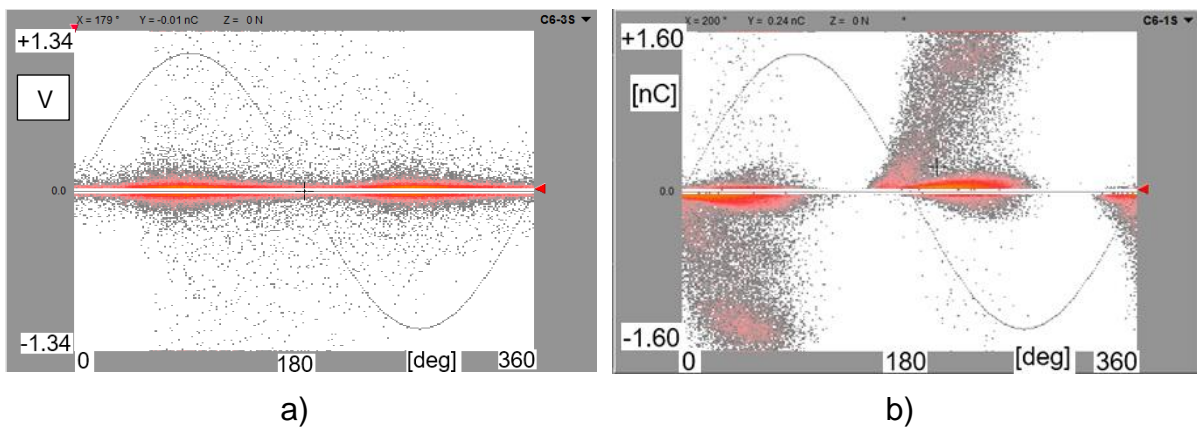 X = 179 ° Y = -0.01 nC Z = 0 N C6-3S
+1.34
V
0.0
-1.34
0 180 [deg] 360
a)
X = 200 ° Y = 0.24 nC Z = 0 N ° C6-1S
+1.60
[nC]
0.0
-1.60
0 180 [deg] 360
b)